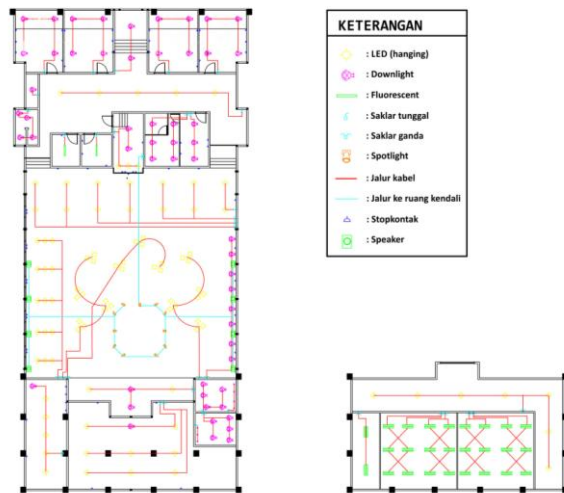 KETERANGAN
: LED (hanging)
: Downlight
: Fluorescent
: Saklar tunggal
: Saklar ganda
: Spotlight
: Jalur kabel
: Jalur ke ruang kendali
: Stopkontak
: Speaker